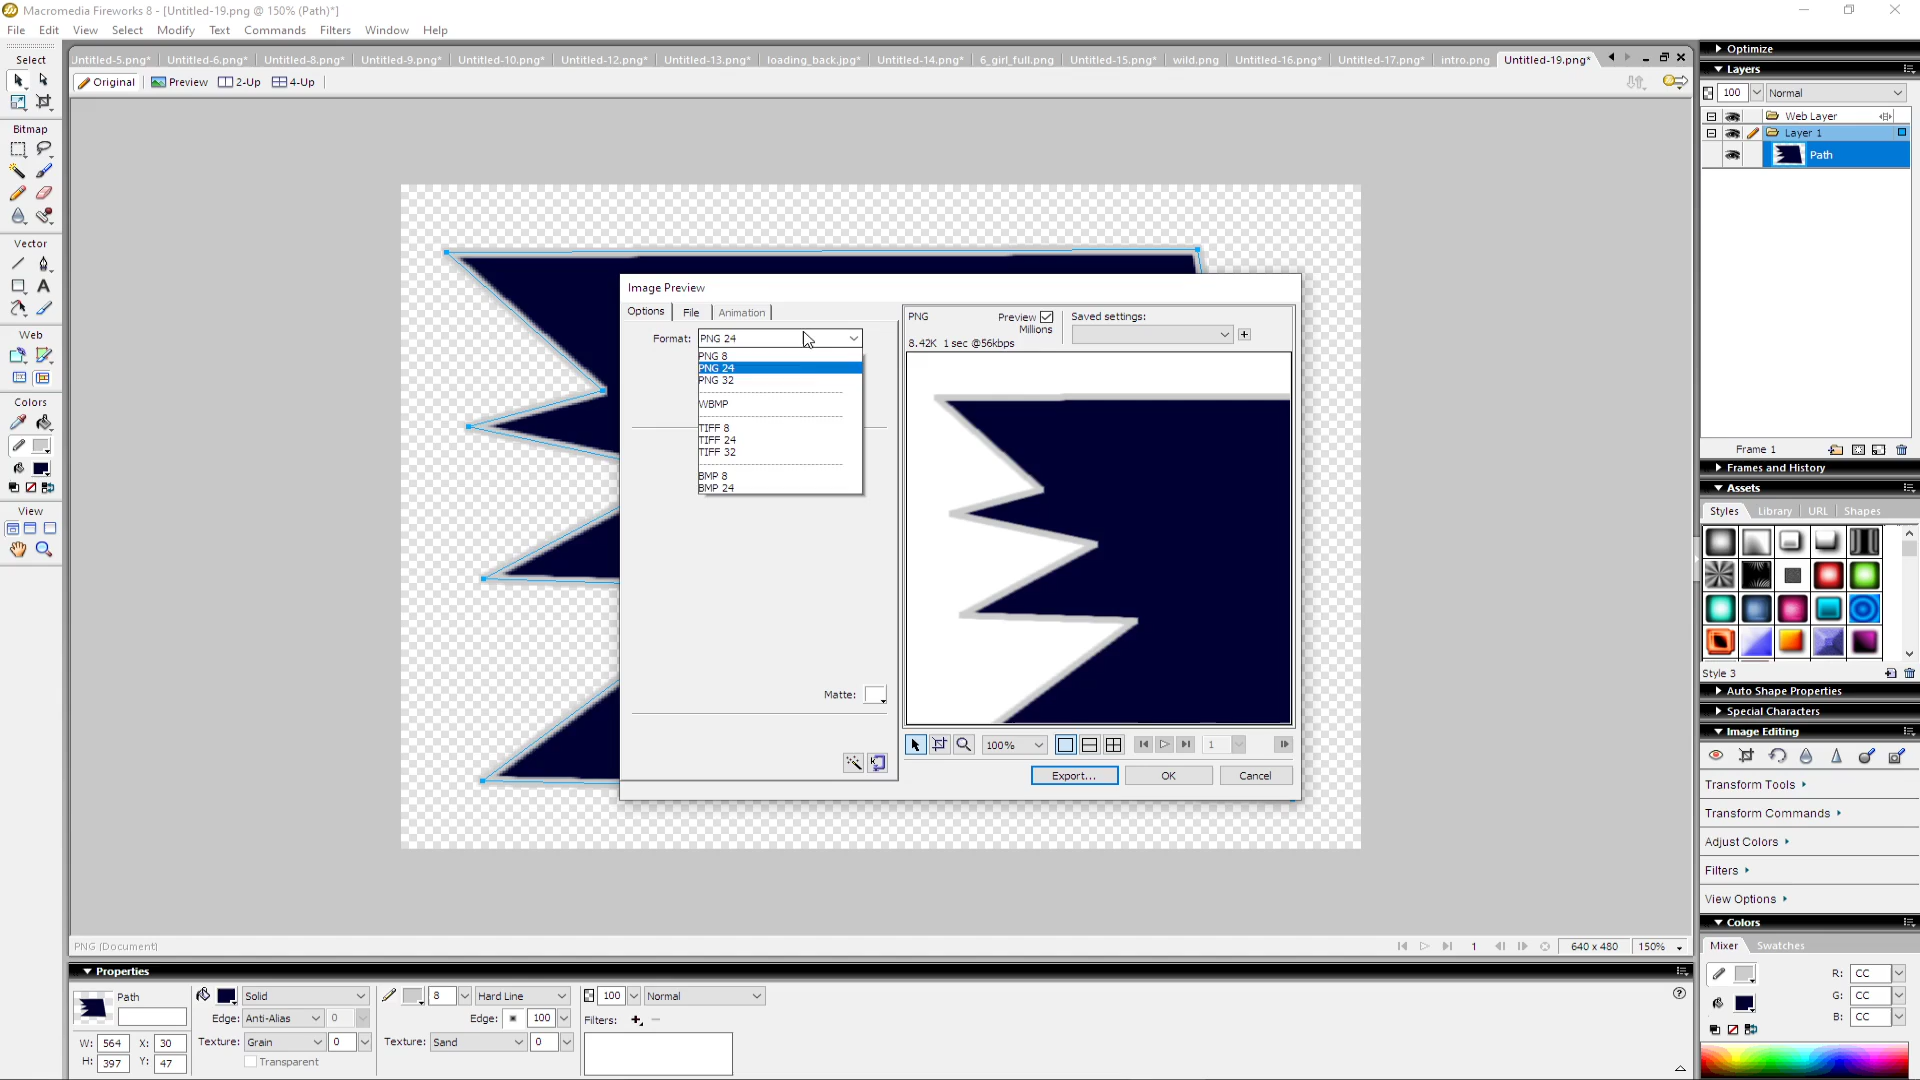 Macromedia Fireworks 8 - [Untitled-19.png @ 150% (Path)*]
File Edit View Select Modify Text Commands Filters Window Help
Select
Untitled-5.png* Untitled-6.png* Untitled-8.png* Untitled-9.png* Untitled-10.png* Untitled-12.png* Untitled-13.png* loading_back.jpg* Untitled-14.png* 6_girl_full.png Untitled-15.png* wild.png Untitled-16.png* Untitled-17.png* intro.png Untitled-19.png*
Original Preview 2-Up 4-Up
Bitmap
Vector
A
Web
Colors
View
Image Preview
Options File Animation
Format: PNG 24
PNG 8
PNG 24
PNG 32
WBMP
TIFF 8
TIFF 24
TIFF 32
BMP 8
BMP 24
Matte:
PNG Preview Saved settings:
Millions
8.42K 1 sec @56kbps
100% 1
Export... OK Cancel
PNG (Document)
1 640 x 480 150%
Properties
Path
W: 564 X: 30
H: 397 Y: 47
Solid
Edge: Anti-Alias 0
Texture: Grain 0
Transparent
8 Hard Line
Edge: 100
Texture: Sand 0
100 Normal
Filters:
Optimize
Layers
100 Normal
Web Layer
Layer 1
Path
Frame 1
Frames and History
Assets
Styles Library URL Shapes
Style 3
Auto Shape Properties
Special Characters
Image Editing
Transform Tools
Transform Commands
Adjust Colors
Filters
View Options
Colors
Mixer Swatches
R: CC
G: CC
B: CC